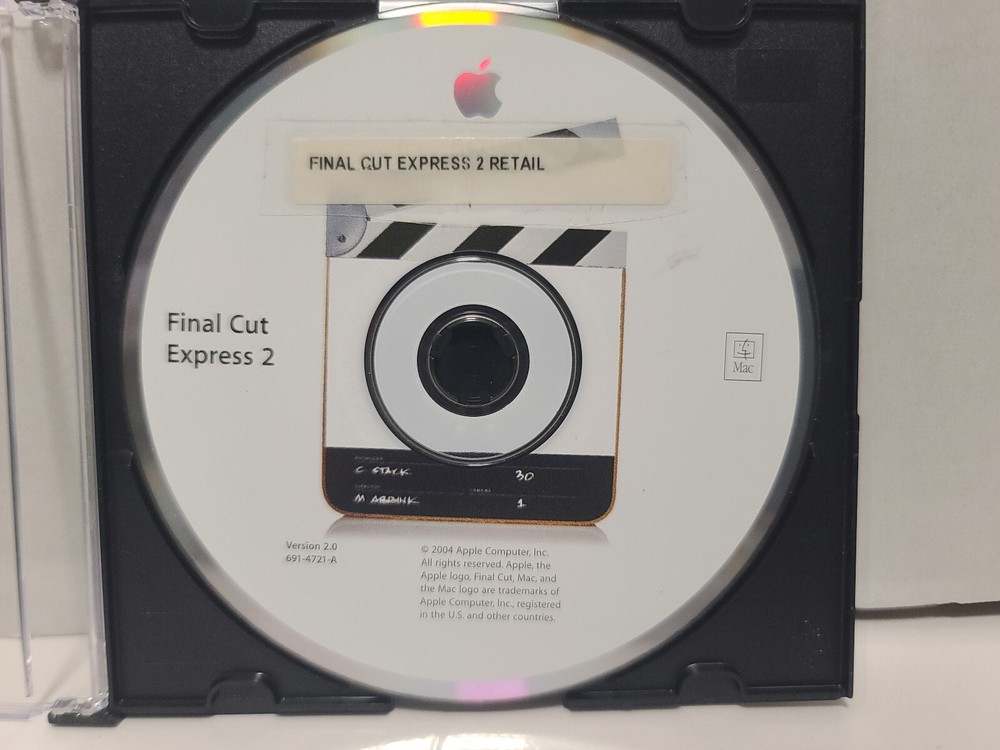 FINAL CUT EXPRESS 2 RETAIL
Final Cut
Express 2
Mac
C STACK
30
M
1
Version 2.0
691-4721-A
© 2004 Apple Computer, Inc.
All rights reserved. Apple, the
Apple logo, Final Cut, Mac, and
the Mac logo are trademarks of
Apple Computer, Inc., registered
in the U.S. and other countries.